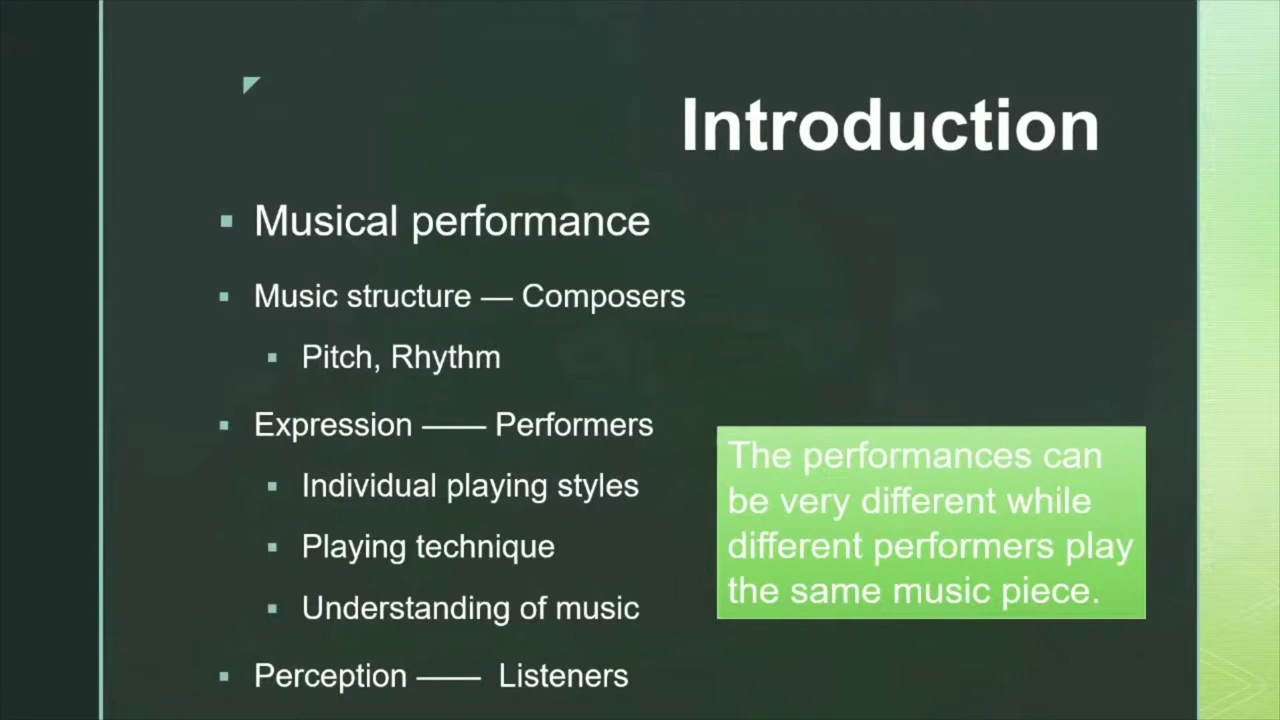 Introduction
Musical performance
Music structure — Composers
Pitch, Rhythm
Expression —— Performers
Individual playing styles
Playing technique
Understanding of music
Perception —— Listeners
The performances can
be very different while
different performers play
the same music piece.